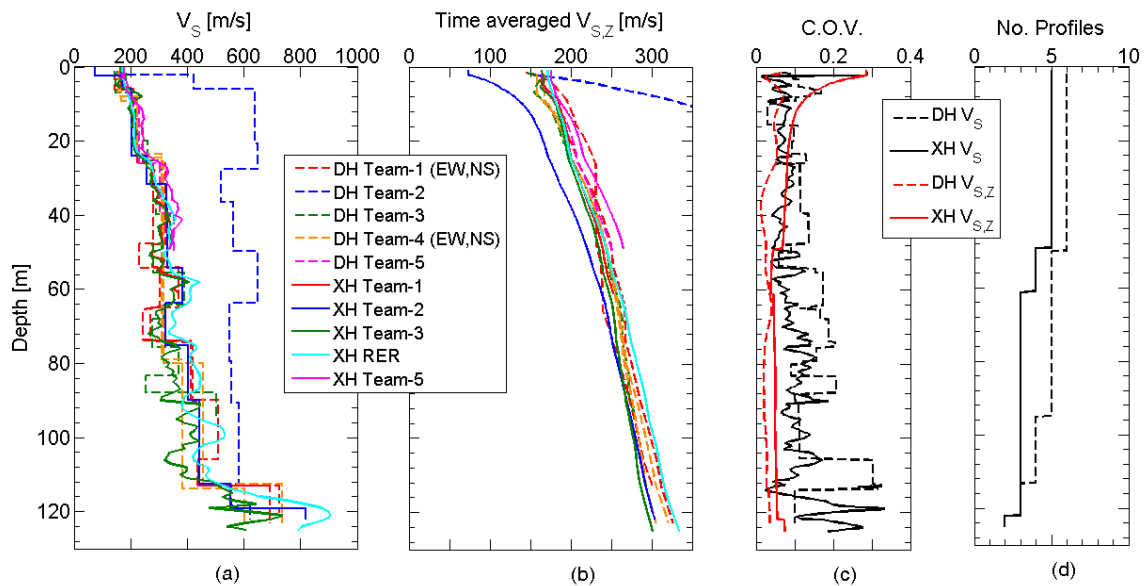 V_S [m/s]
0 200 400 600 800 1000
Time averaged V_S,Z [m/s]
0 100 200 300
C.O.V.
0 0.2 0.4
No. Profiles
0 5 10
Depth [m]
0
20
40
60
80
100
120
DH Team-1 (EW,NS)
DH Team-2
DH Team-3
DH Team-4 (EW,NS)
DH Team-5
XH Team-1
XH Team-2
XH Team-3
XH RER
XH Team-5
DH V_S
XH V_S
DH V_S,Z
XH V_S,Z
(a) (b) (c) (d)